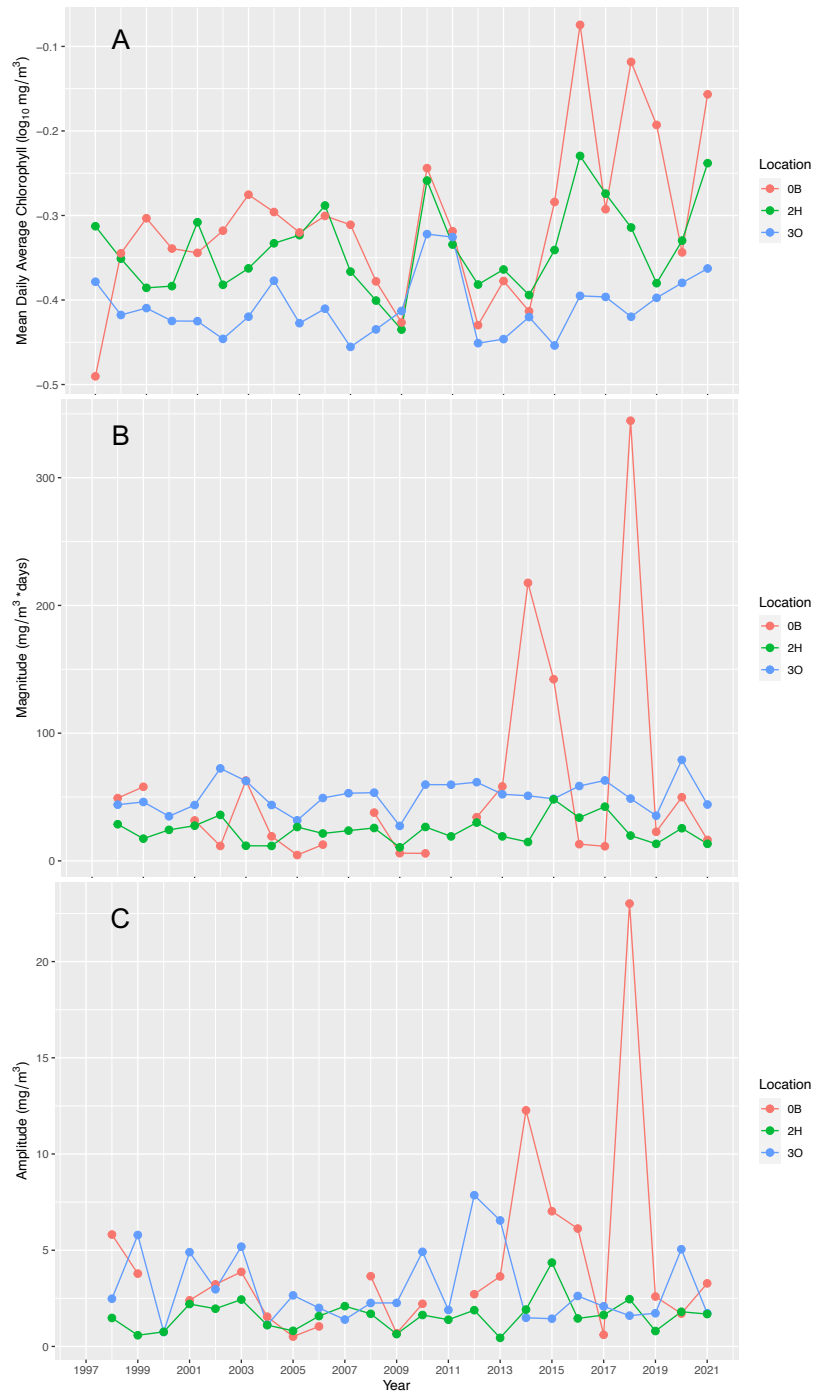 A
Mean Daily Average Chlorophyll (log₁₀ mg/m³)
−0.1
−0.2
−0.3
−0.4
−0.5
Location
0B
2H
3O
B
Magnitude (mg/m³ *days)
300
200
100
0
Location
0B
2H
3O
C
Amplitude (mg/m³)
20
15
10
5
0
Location
0B
2H
3O
1997 1999 2001 2003 2005 2007 2009 2011 2013 2015 2017 2019 2021
Year